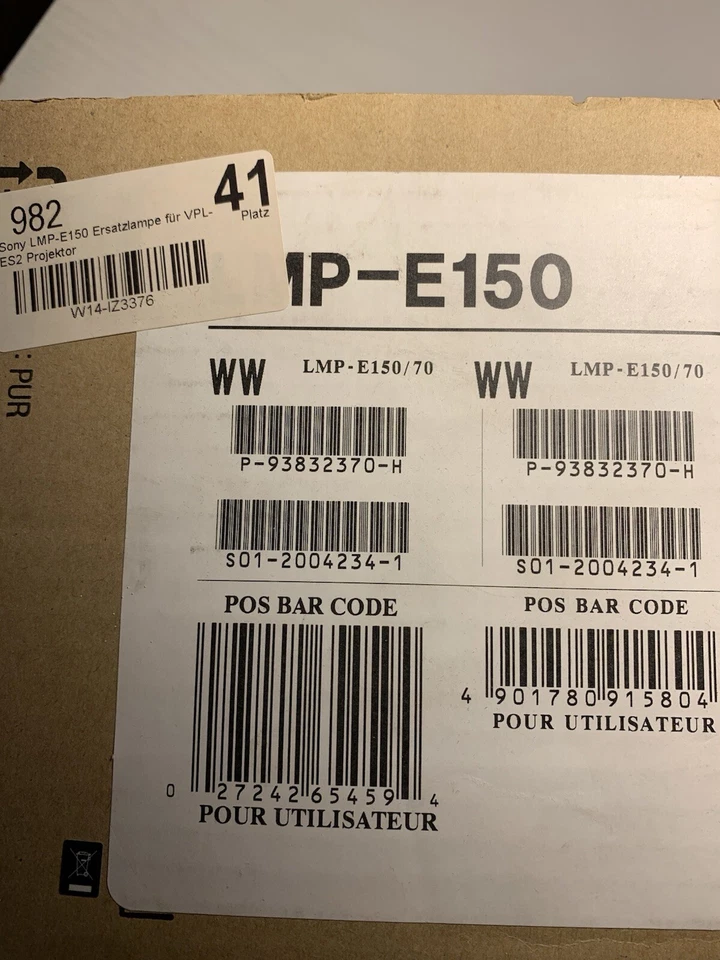 982
41
Platz
Sony LMP-E150 Ersatzlampe für VPL-
ES2 Projektor
W14-IZ3376
: PUR
MP-E150
WW LMP-E150/70
P-93832370-H
S01-2004234-1
POS BAR CODE
0 27242 65459 4
POUR UTILISATEUR
WW LMP-E150/70
P-93832370-H
S01-2004234-1
POS BAR CODE
4 901780 915804
POUR UTILISATEUR